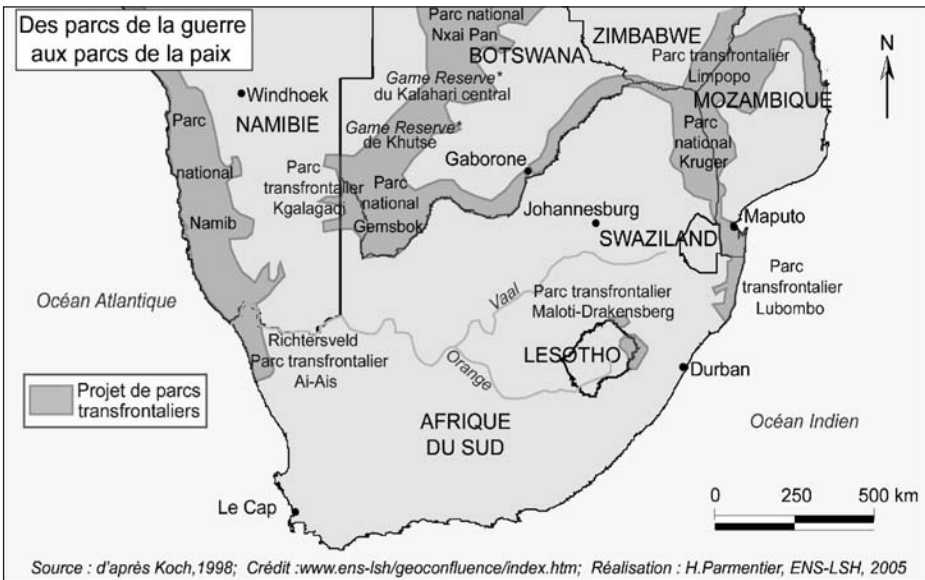 Des parcs de la guerre
aux parcs de la paix
Parc national
Nxai Pan
BOTSWANA
ZIMBABWE
Parc transfrontalier
Limpopo
N
Game Reserve*
du Kalahari central
MOZAMBIQUE
Windhoek
NAMIBIE
Parc
national
Namib
Game Reserve*
de Khutse
Parc
national
Kruger
Gaborone
Parc
transfrontalier
Kgalagadi
Parc
national
Gemsbok
Johannesburg
SWAZILAND
Maputo
Océan Atlantique
Vaal
Parc transfrontalier
Maloti-Drakensberg
Parc
transfrontalier
Lubombo
Richtersveld
Parc transfrontalier
Ai-Ais
Orange
LESOTHO
Durban
Projet de parcs
transfrontaliers
AFRIQUE
DU SUD
Océan Indien
Le Cap
0 250 500 km
Source : d'après Koch,1998; Crédit :www.ens-lsh/geoconfluence/index.htm; Réalisation : H.Parmentier, ENS-LSH, 2005